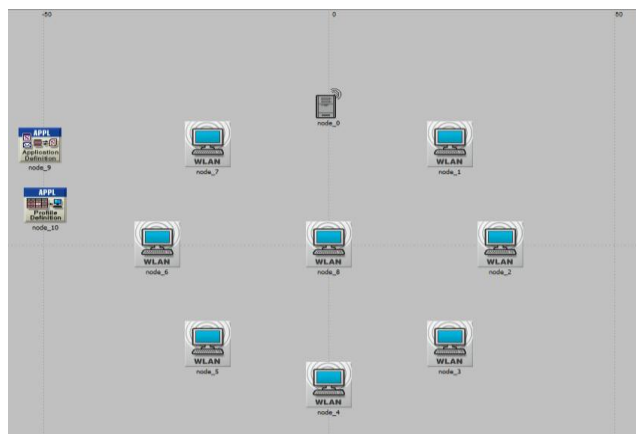 -50
0
50
node_0
APPL
Application
Definition
node_9
WLAN
node_7
WLAN
node_1
APPL
Profile
Definition
node_10
WLAN
node_6
WLAN
node_8
WLAN
node_2
WLAN
node_5
WLAN
node_3
WLAN
node_4